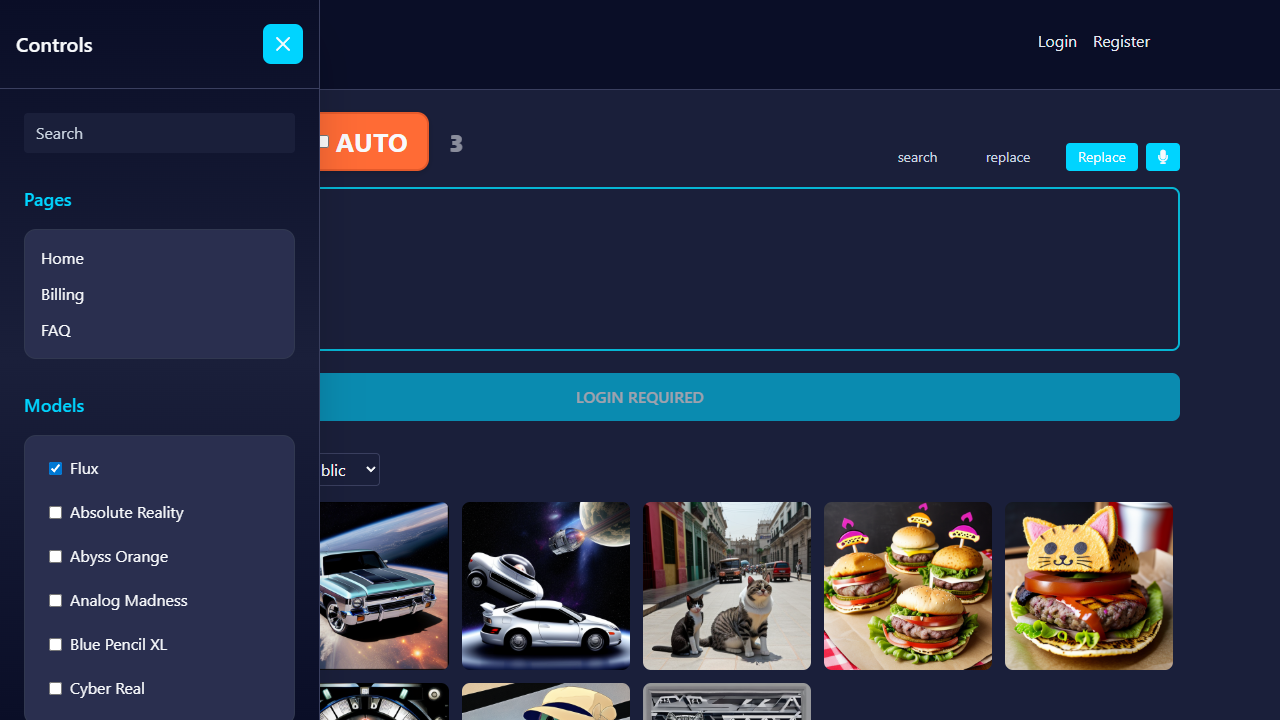 Controls
Login Register
Search
AUTO 3
search replace Replace
Pages
Home
Billing
FAQ
LOGIN REQUIRED
Models
blic
Flux
Absolute Reality
Abyss Orange
Analog Madness
Blue Pencil XL
Cyber Real